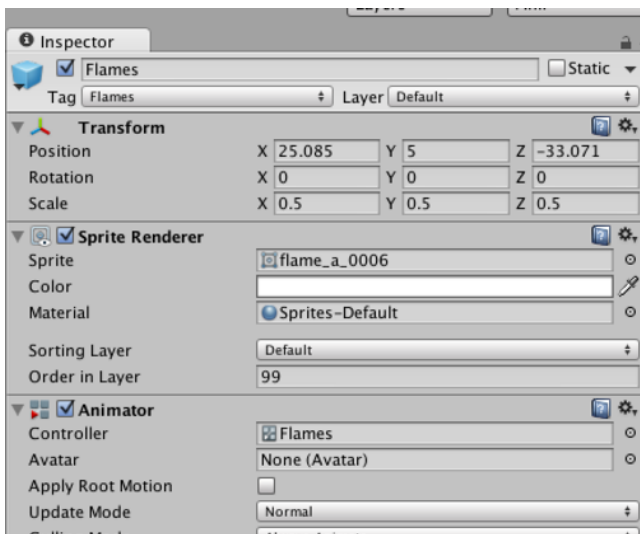 Inspector
Flames Static
Tag Flames Layer Default
Transform
Position X 25.085 Y 5 Z -33.071
Rotation X 0 Y 0 Z 0
Scale X 0.5 Y 0.5 Z 0.5
Sprite Renderer
Sprite flame_a_0006
Color
Material Sprites-Default
Sorting Layer Default
Order in Layer 99
Animator
Controller Flames
Avatar None (Avatar)
Apply Root Motion
Update Mode Normal